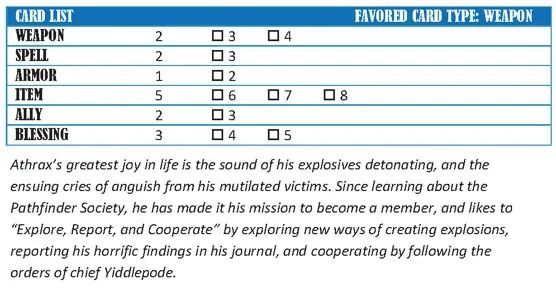 CARD LIST FAVORED CARD TYPE: WEAPON
WEAPON 2 □ 3 □ 4
SPELL 2 □ 3
ARMOR 1 □ 2
ITEM 5 □ 6 □ 7 □ 8
ALLY 2 □ 3
BLESSING 3 □ 4 □ 5
Athrax’s greatest joy in life is the sound of his explosives detonating, and the
ensuing cries of anguish from his mutilated victims. Since learning about the
Pathfinder Society, he has made it his mission to become a member, and likes to
“Explore, Report, and Cooperate” by exploring new ways of creating explosions,
reporting his horrific findings in his journal, and cooperating by following the
orders of chief Yiddlepode.